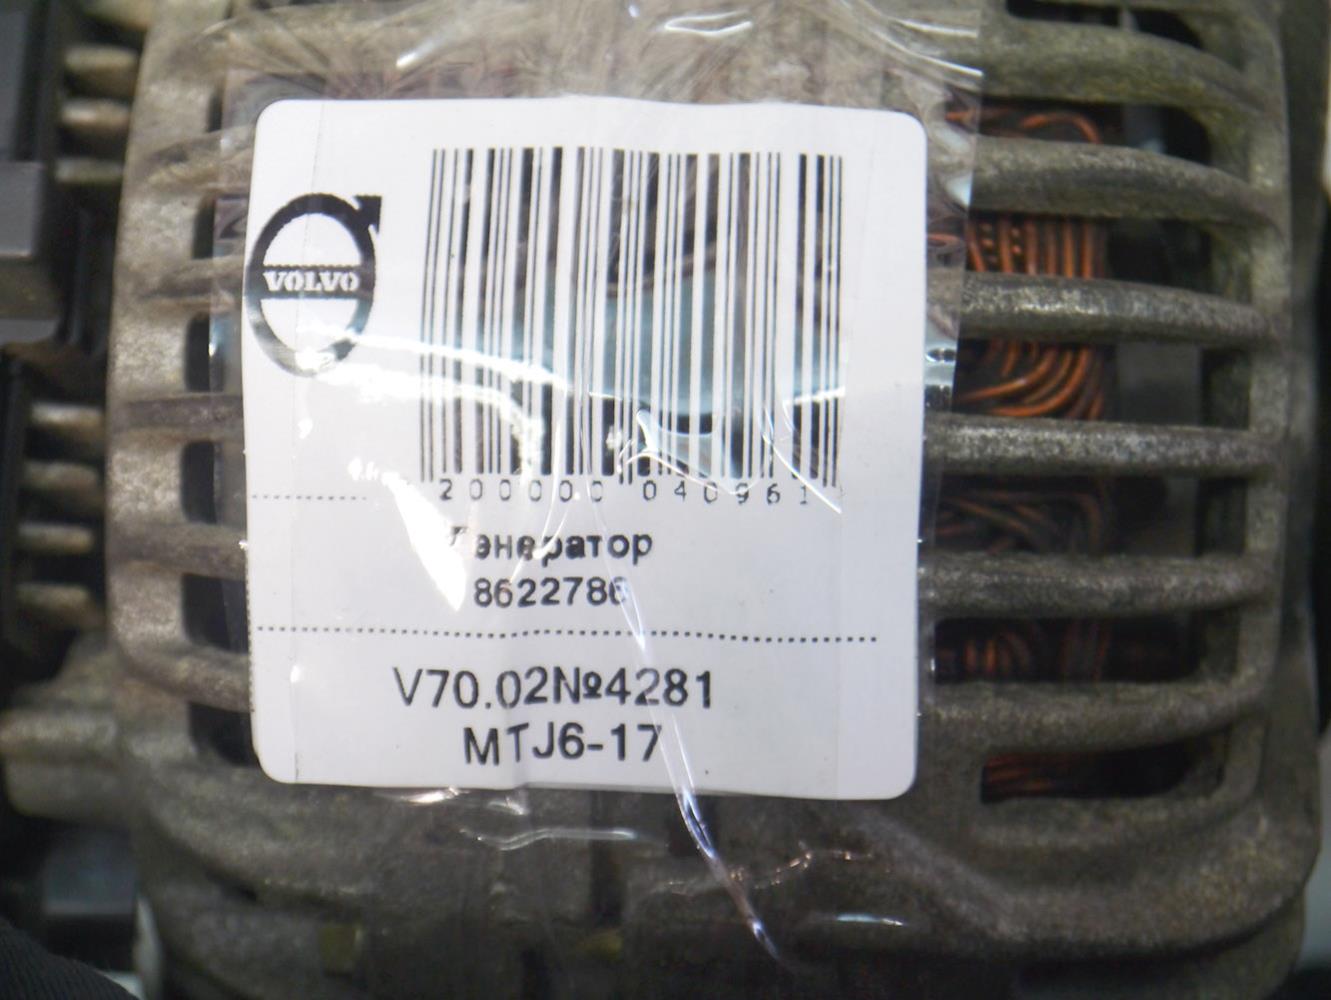 VOLVO
200000 040961
Генератор
8622786
V70.02№4281
MTJ6-17